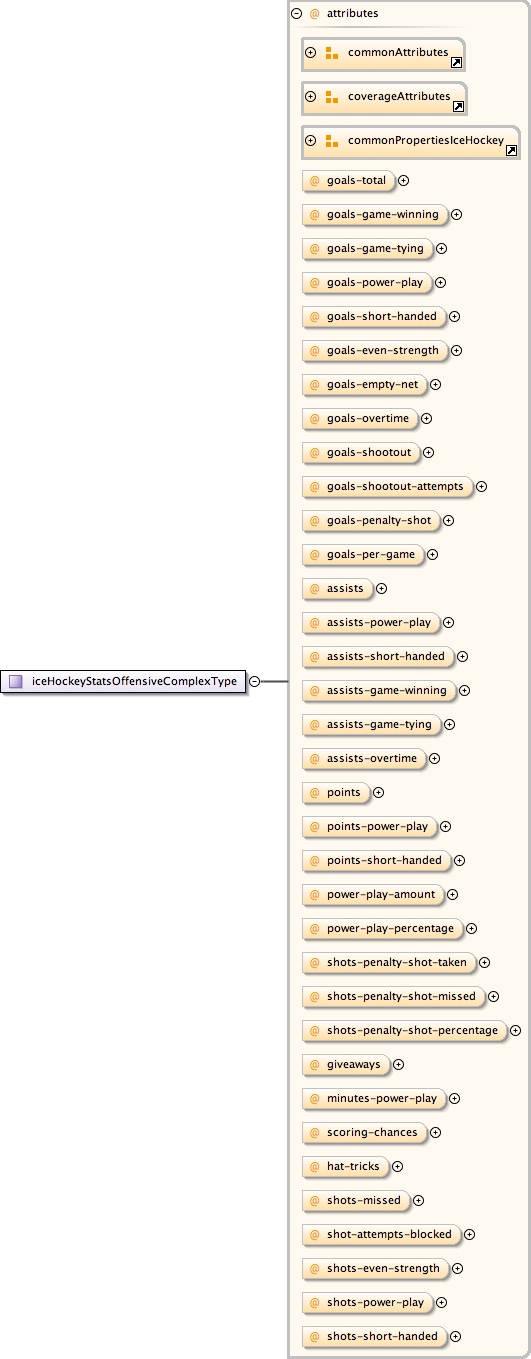 @ attributes
commonAttributes
coverageAttributes
commonPropertiesIceHockey
@ goals-total
@ goals-game-winning
@ goals-game-tying
@ goals-power-play
@ goals-short-handed
@ goals-even-strength
@ goals-empty-net
@ goals-overtime
@ goals-shootout
@ goals-shootout-attempts
@ goals-penalty-shot
@ goals-per-game
@ assists
@ assists-power-play
@ assists-short-handed
iceHockeyStatsOffensiveComplexType
@ assists-game-winning
@ assists-game-tying
@ assists-overtime
@ points
@ points-power-play
@ points-short-handed
@ power-play-amount
@ power-play-percentage
@ shots-penalty-shot-taken
@ shots-penalty-shot-missed
@ shots-penalty-shot-percentage
@ giveaways
@ minutes-power-play
@ scoring-chances
@ hat-tricks
@ shots-missed
@ shot-attempts-blocked
@ shots-even-strength
@ shots-power-play
@ shots-short-handed